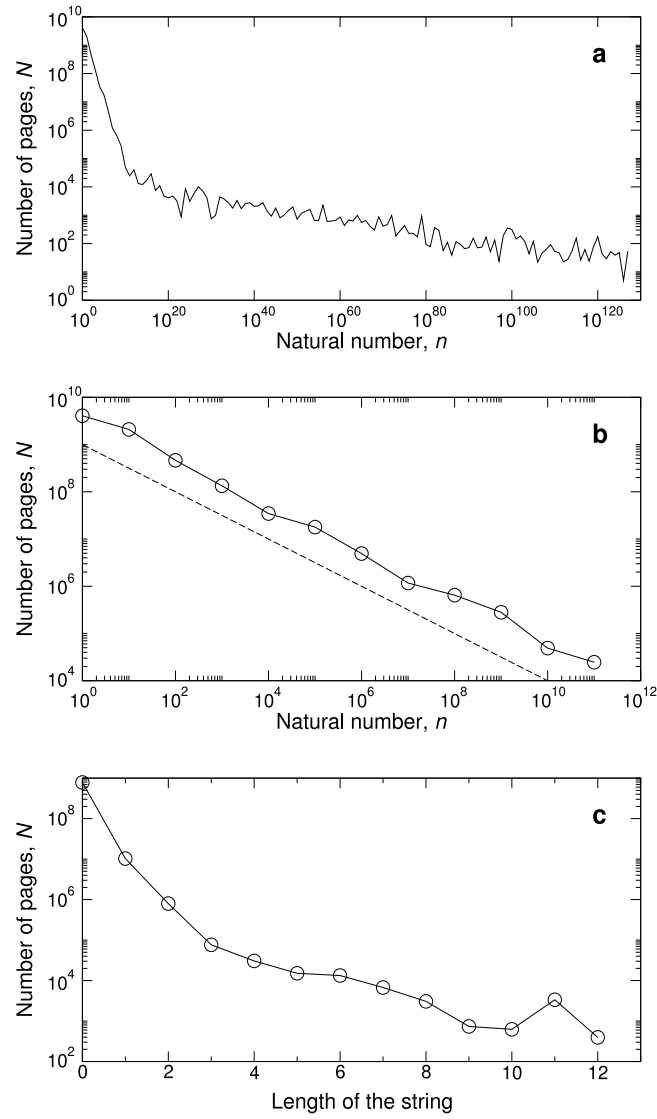 a
Number of pages, N
10^10
10^8
10^6
10^4
10^2
10^0
10^0 10^20 10^40 10^60 10^80 10^100 10^120
Natural number, n
b
Number of pages, N
10^10
10^8
10^6
10^4
10^0 10^2 10^4 10^6 10^8 10^10 10^12
Natural number, n
c
Number of pages, N
10^8
10^6
10^4
10^2
0 2 4 6 8 10 12
Length of the string